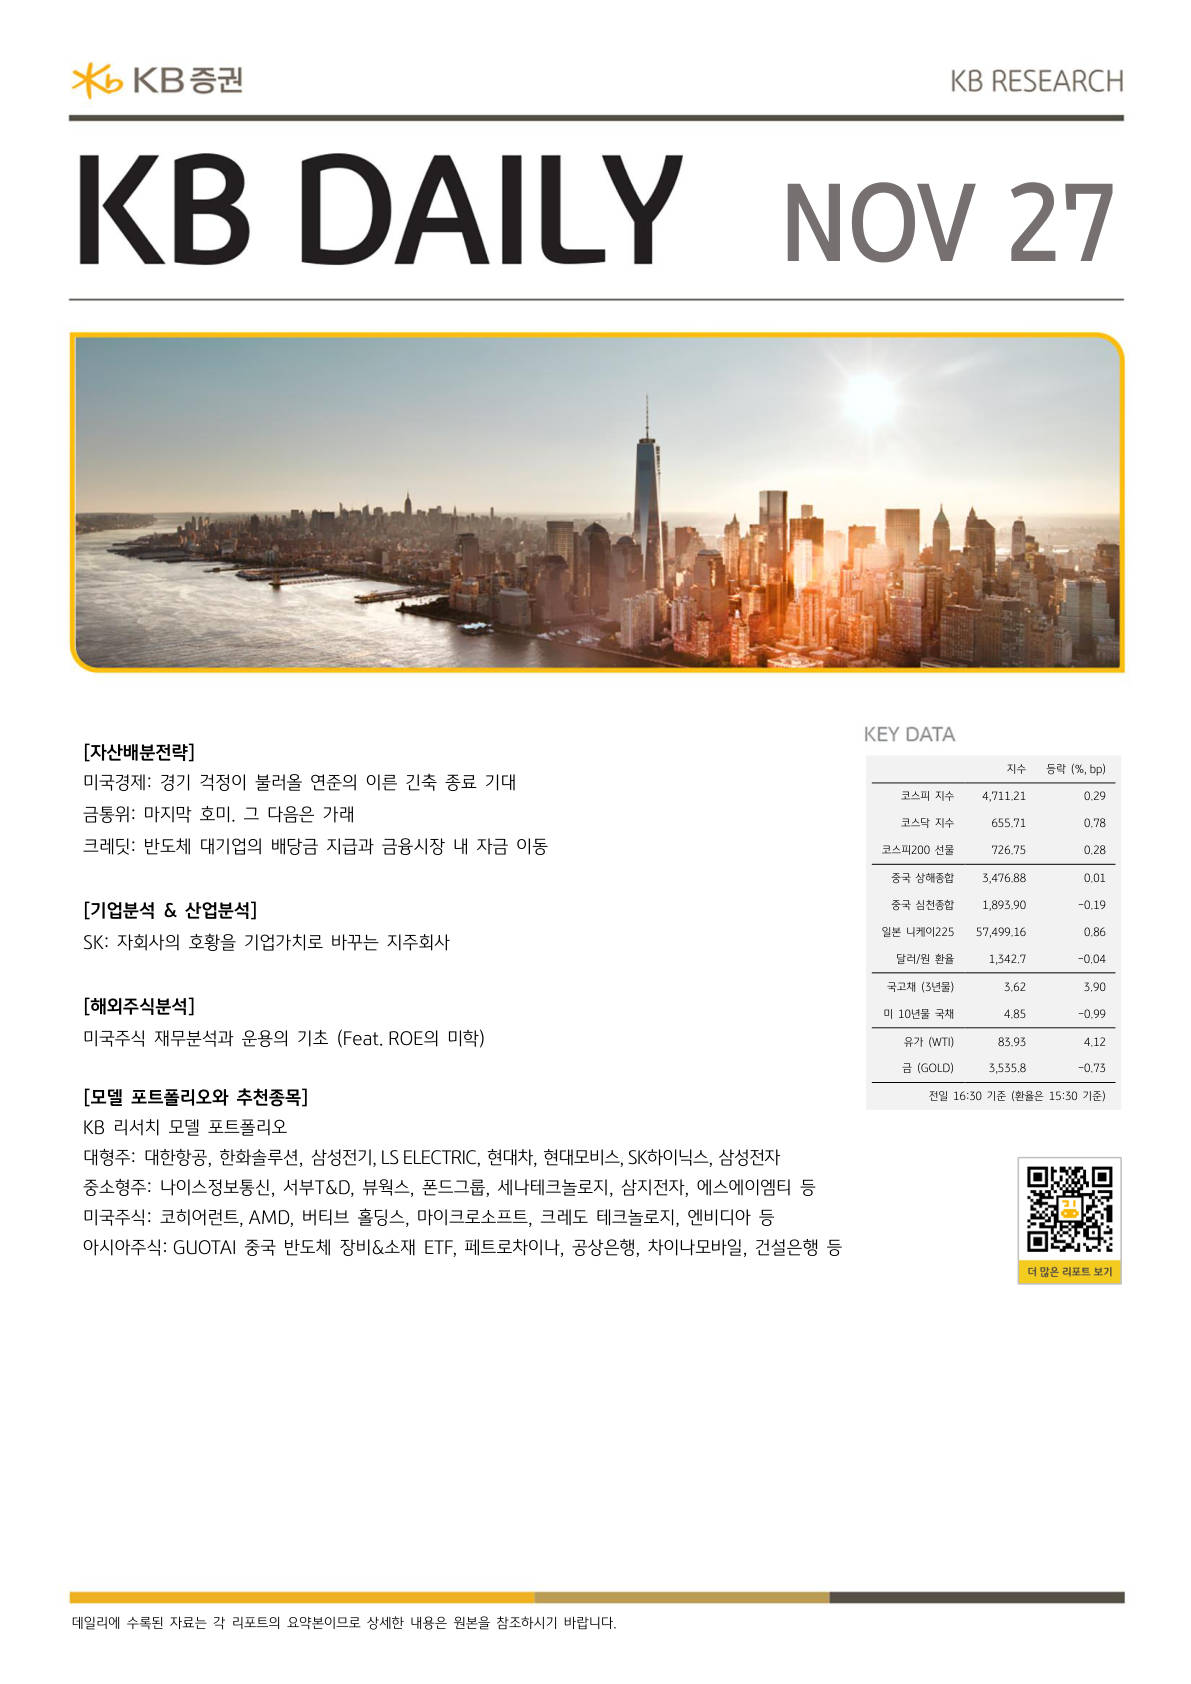 KB증권
KB RESEARCH
KB DAILY
NOV 27
[자산배분전략]
미국경제: 경기 걱정이 불러올 연준의 이른 긴축 종료 기대
금통위: 마지막 호미. 그 다음은 가래
크레딧: 반도체 대기업의 배당금 지급과 금융시장 내 자금 이동
[기업분석 & 산업분석]
SK: 자회사의 호황을 기업가치로 바꾸는 지주회사
[해외주식분석]
미국주식 재무분석과 운용의 기초 (Feat. ROE의 미학)
[모델 포트폴리오와 추천종목]
KB 리서치 모델 포트폴리오
대형주: 대한항공, 한화솔루션, 삼성전기, LS ELECTRIC, 현대차, 현대모비스, SK하이닉스, 삼성전자
중소형주: 나이스정보통신, 서부T&D, 뷰웍스, 폰드그룹, 세나테크놀로지, 삼지전자, 에스에이엠티 등
미국주식: 코히어런트, AMD, 버티브 홀딩스, 마이크로소프트, 크레도 테크놀로지, 엔비디아 등
아시아주식: GUOTAI 중국 반도체 장비&소재 ETF, 페트로차이나, 공상은행, 차이나모바일, 건설은행 등
KEY DATA
지수 등락 (%, bp)
코스피 지수 4,711.21 0.29
코스닥 지수 655.71 0.78
코스피200 선물 726.75 0.28
중국 상해종합 3,476.88 0.01
중국 심천종합 1,893.90 -0.19
일본 니케이225 57,499.16 0.86
달러/원 환율 1,342.7 -0.04
국고채 (3년물) 3.62 3.90
미 10년물 국채 4.85 -0.99
유가 (WTI) 83.93 4.12
금 (GOLD) 3,535.8 -0.73
전일 16:30 기준 (환율은 15:30 기준)
더 많은 리포트 보기
데일리에 수록된 자료는 각 리포트의 요약본이므로 상세한 내용은 원본을 참조하시기 바랍니다.